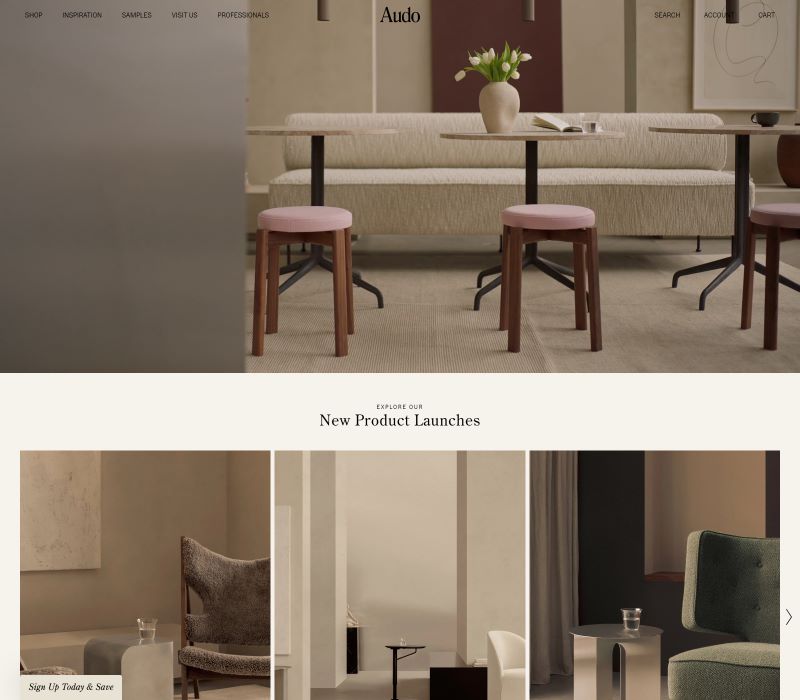 SHOP INSPIRATION SAMPLES VISIT US PROFESSIONALS Audo SEARCH ACCOUNT CART
EXPLORE OUR
New Product Launches
Sign Up Today & Save